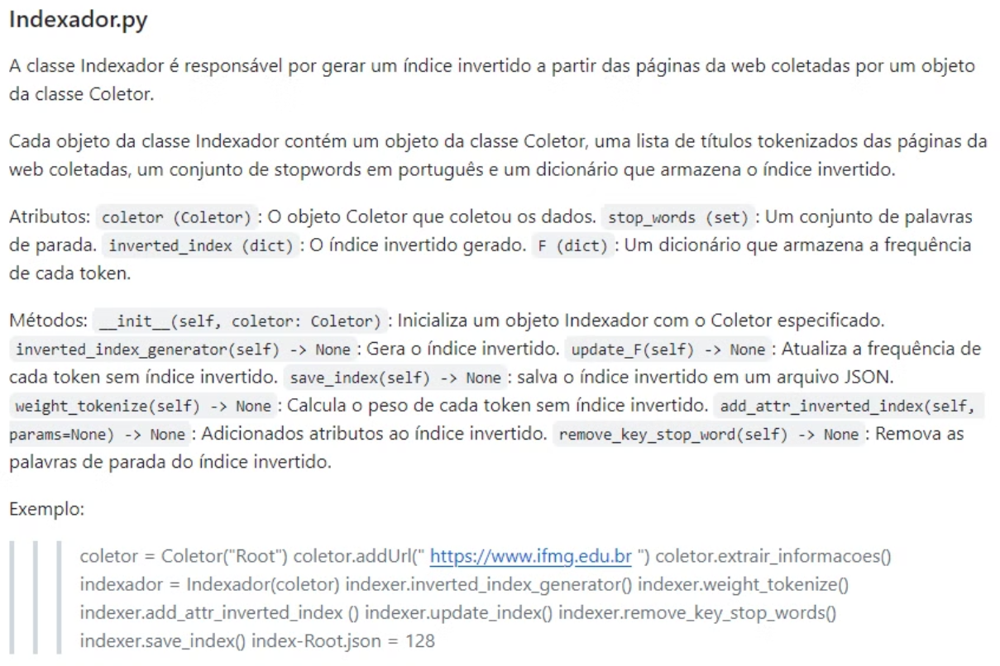 Indexador.py
A classe Indexador é responsável por gerar um índice invertido a partir das páginas da web coletadas por um objeto
da classe Coletor.
Cada objeto da classe Indexador contém um objeto da classe Coletor, uma lista de títulos tokenizados das páginas da
web coletadas, um conjunto de stopwords em português e um dicionário que armazena o índice invertido.
Atributos: coletor (Coletor) : O objeto Coletor que coletou os dados. stop_words (set) : Um conjunto de palavras
de parada. inverted_index (dict) : O índice invertido gerado. F (dict) : Um dicionário que armazena a frequência
de cada token.
Métodos: __init__(self, coletor: Coletor) : Inicializa um objeto Indexador com o Coletor especificado.
inverted_index_generator(self) -> None : Gera o índice invertido. update_F(self) -> None : Atualiza a frequência de
cada token sem índice invertido. save_index(self) -> None : salva o índice invertido em um arquivo JSON.
weight_tokenize(self) -> None : Calcula o peso de cada token sem índice invertido. add_attr_inverted_index(self,
params=None) -> None : Adicionados atributos ao índice invertido. remove_key_stop_word(self) -> None : Remova as
palavras de parada do índice invertido.
Exemplo:
coletor = Coletor("Root") coletor.addUrl(" https://www.ifmg.edu.br ") coletor.extrair_informacoes()
indexador = Indexador(coletor) indexer.inverted_index_generator() indexer.weight_tokenize()
indexer.add_attr_inverted_index () indexer.update_index() indexer.remove_key_stop_words()
indexer.save_index() index-Root.json = 128